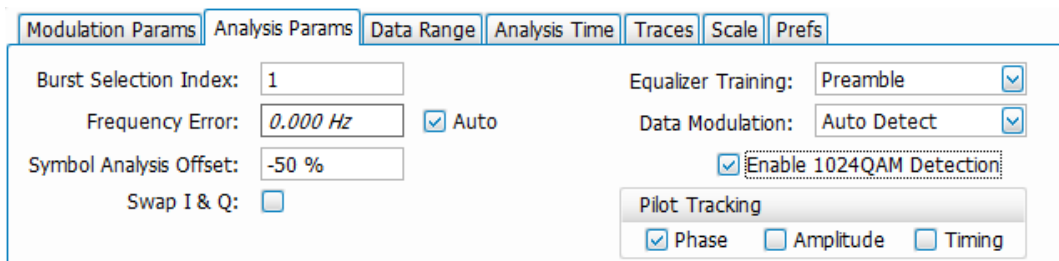 Modulation Params Analysis Params Data Range Analysis Time Traces Scale Prefs
Burst Selection Index: 1 Equalizer Training: Preamble
Frequency Error: 0.000 Hz Auto Data Modulation: Auto Detect
Symbol Analysis Offset: -50 % Enable 1024QAM Detection
Swap I & Q: Pilot Tracking
Phase Amplitude Timing